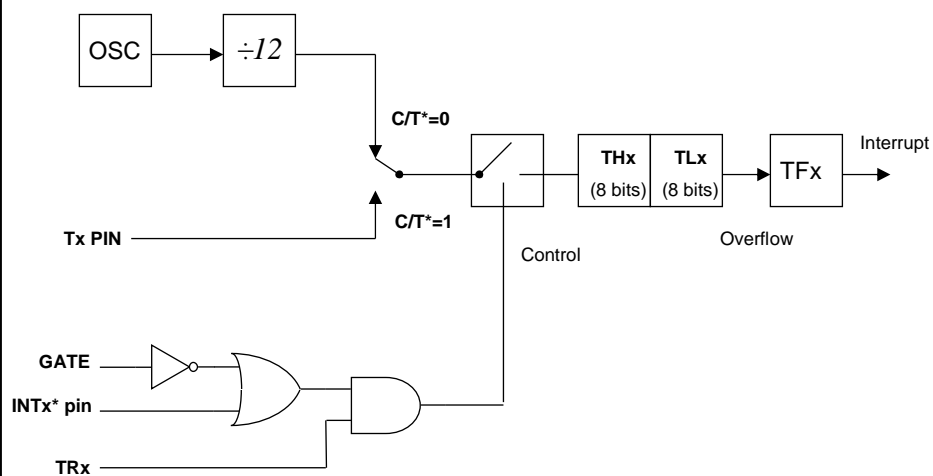 OSC
÷12
C/T*=0
C/T*=1
Tx PIN
THx
(8 bits)
TLx
(8 bits)
TFx
Interrupt
Overflow
Control
GATE
INTx* pin
TRx